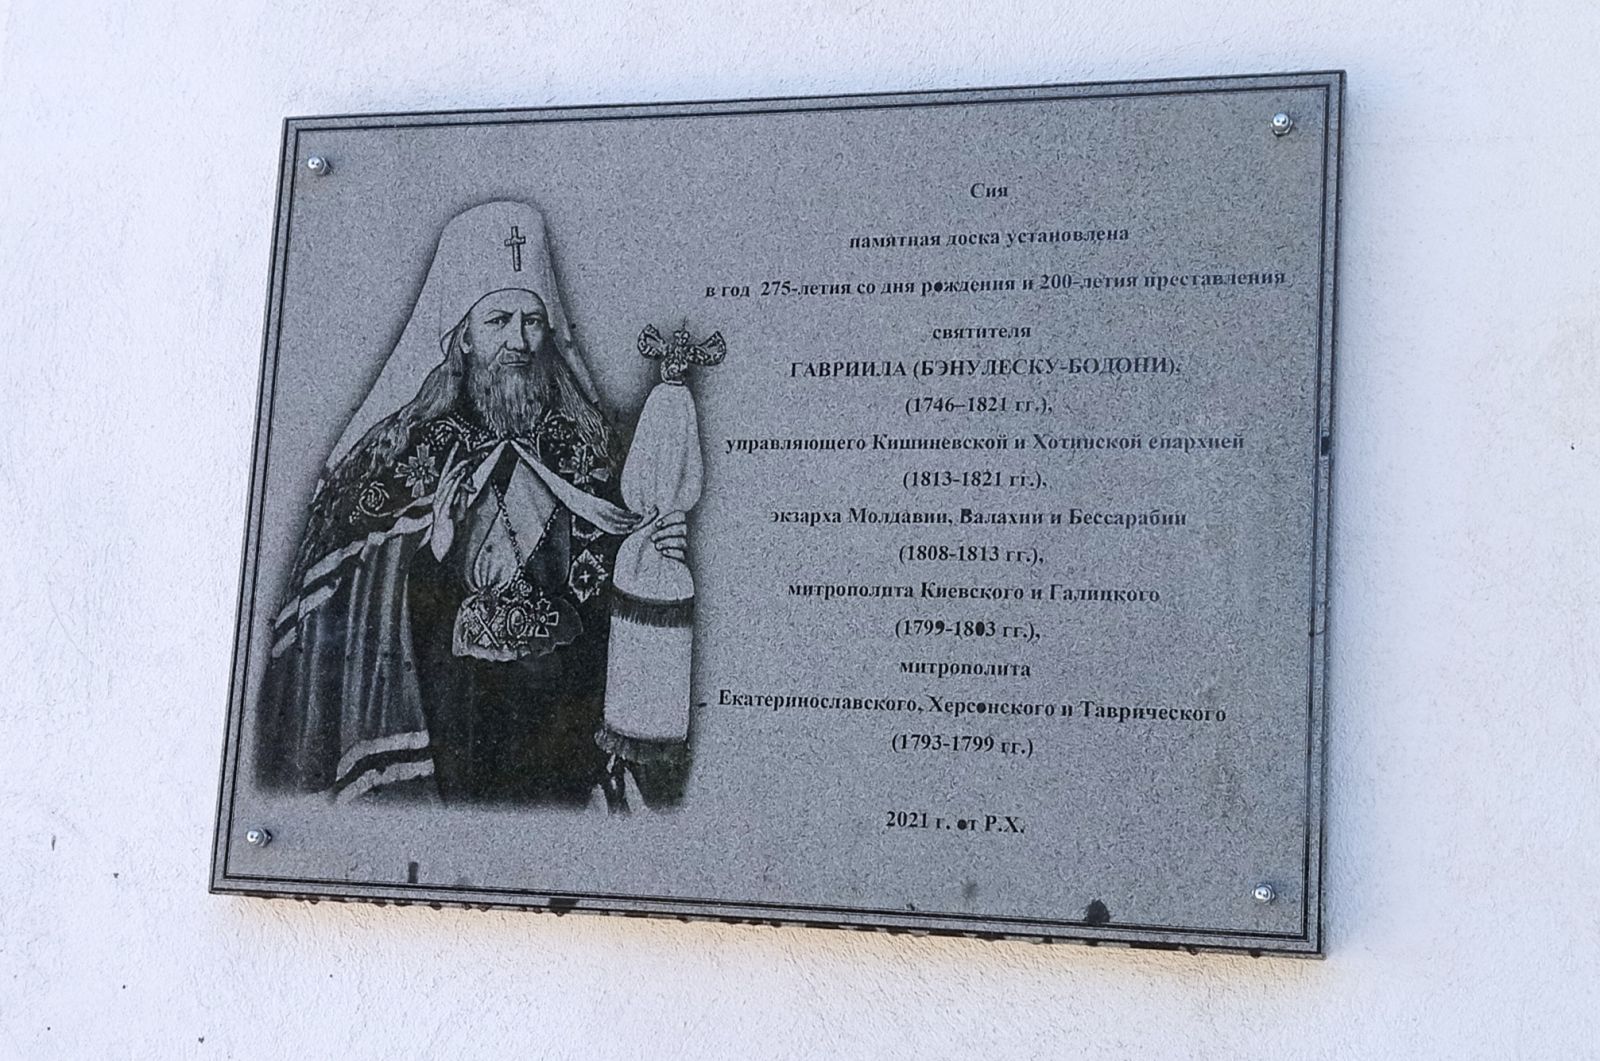 Сия
памятная доска установлена
в год 275-летия со дня рождения и 200-летия преставления
святителя
ГАВРИИЛА (БЭНУЛЕСКУ-БОДОНИ),
(1746–1821 гг.),
управляющего Кишиневской и Хотинской епархией
(1813-1821 гг.),
экзарха Молдавии, Валахии и Бессарабии
(1808-1813 гг.),
митрополита Киевского и Галицкого
(1799-1803 гг.),
митрополита
Екатеринославского, Херсонского и Таврического
(1793-1799 гг.)
2021 г. от Р.Х.